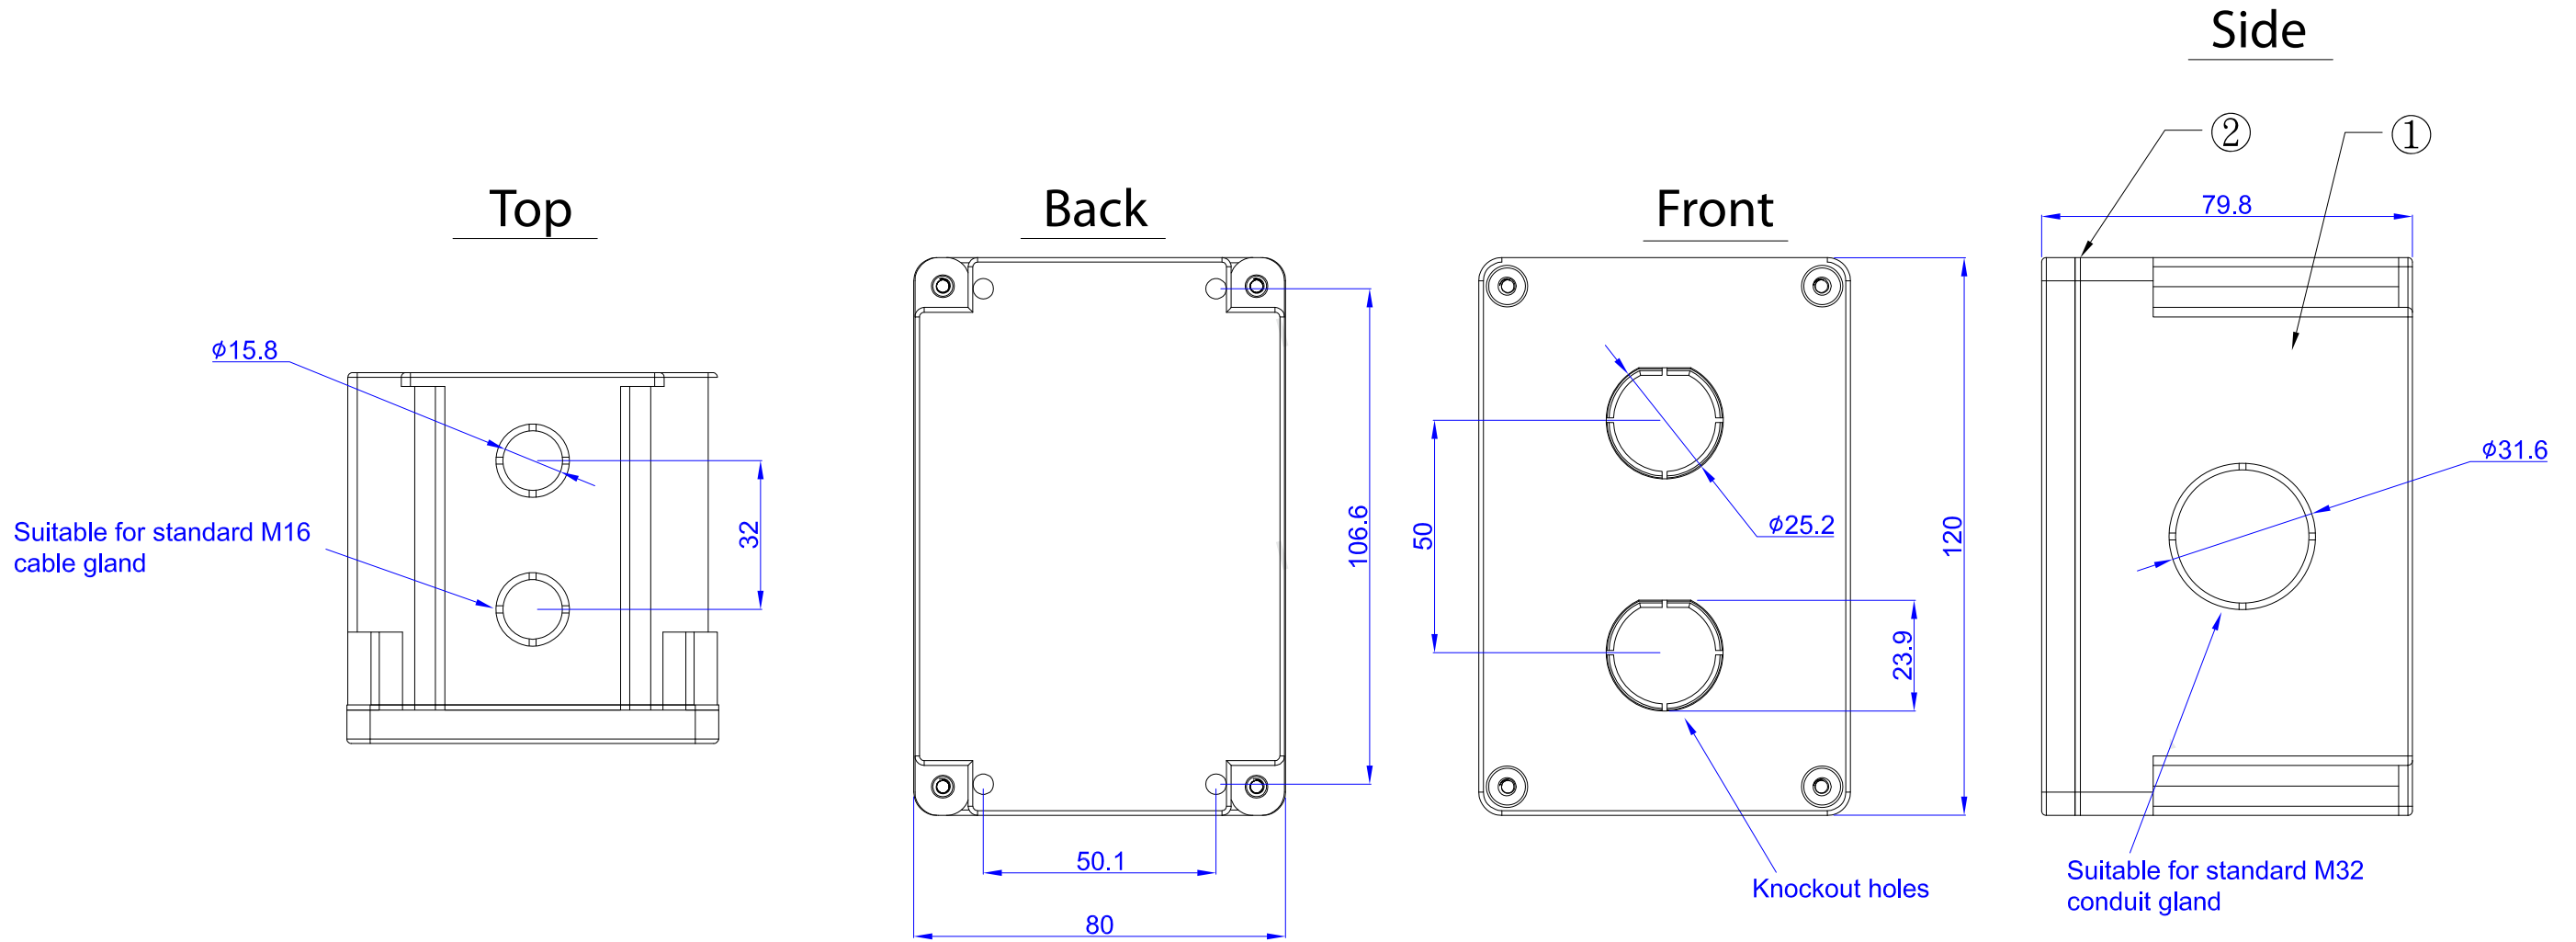 Side
②
①
79.8
Top
Back
Front
ϕ15.8
Suitable for standard M16
cable gland
32
106.6
50.1
80
50
ϕ25.2
23.9
120
Knockout holes
ϕ31.6
Suitable for standard M32
conduit gland